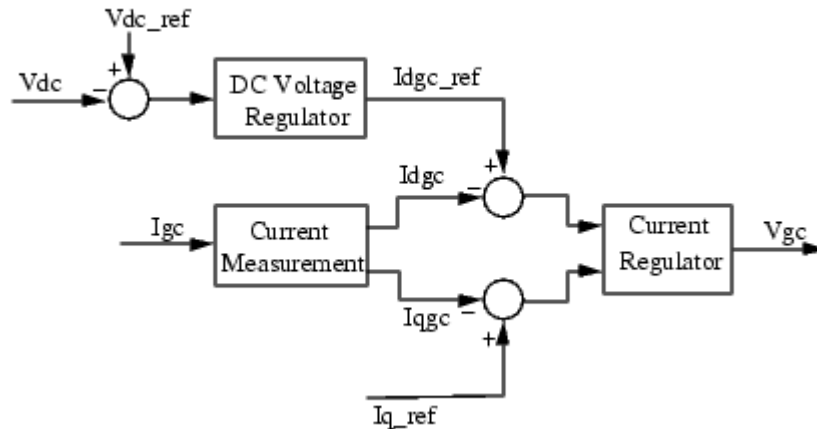 Vdc_ref
+
Vdc
−
DC Voltage
Regulator
Idgc_ref
+
Idgc
−
Igc
Current
Measurement
Current
Regulator
Vgc
Iqgc
−
+
Iq_ref